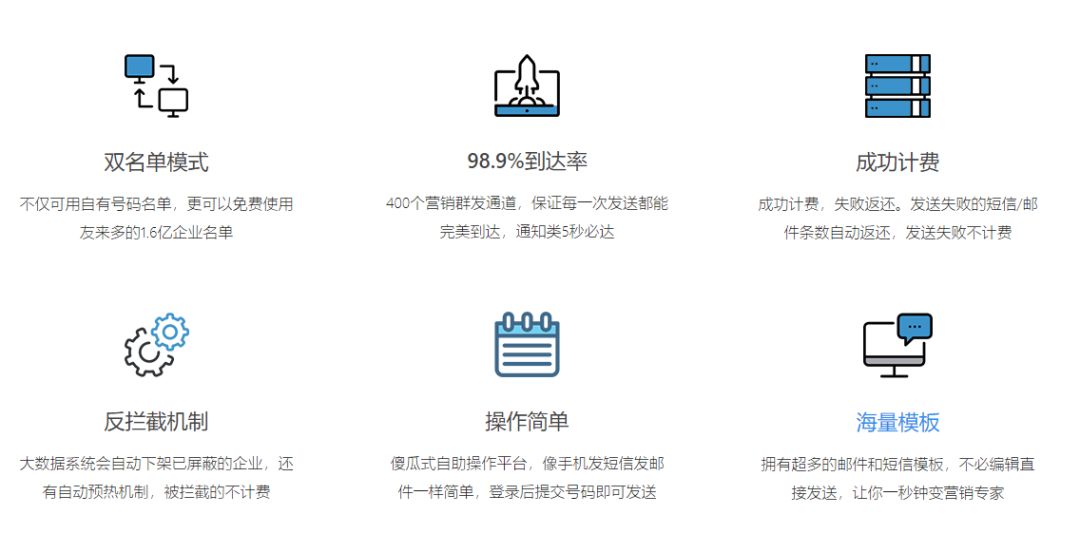 双名单模式
不仅可用自有号码名单，更可以免费使用
友来多的1.6亿企业名单
98.9%到达率
400个营销群发通道，保证每一次发送都能
完美到达，通知类5秒必达
成功计费
成功计费，失败返还。发送失败的短信/邮
件条数自动返还，发送失败不计费
反拦截机制
大数据系统会自动下架已屏蔽的企业，还
有自动预热机制，被拦截的不计费
操作简单
傻瓜式自助操作平台，像手机发短信发邮
件一样简单，登录后提交号码即可发送
海量模板
拥有超多的邮件和短信模板，不必编辑直
接发送，让你一秒钟变营销专家